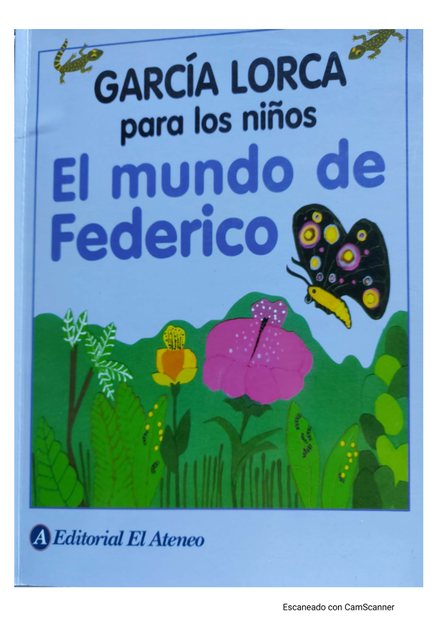 GARCÍA LORCA
para los niños
El mundo de
Federico
A Editorial El Ateneo
Escaneado con CamScanner